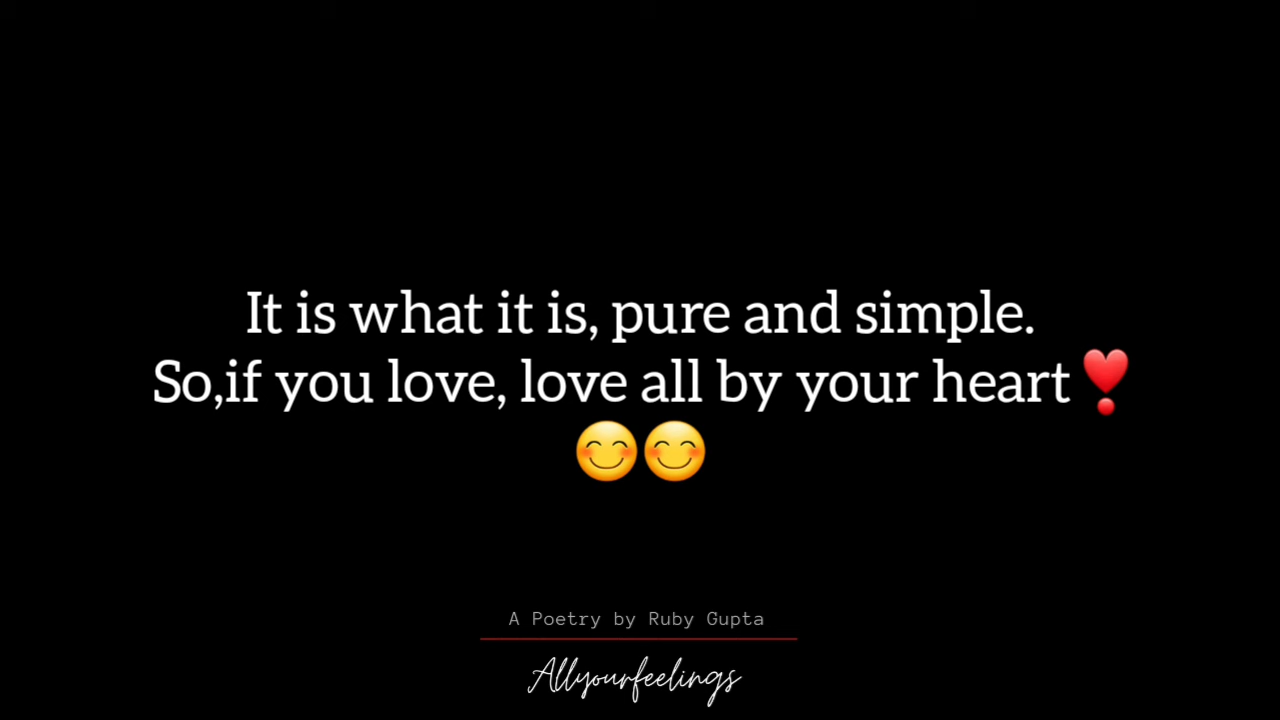 It is what it is, pure and simple.
So,if you love, love all by your heart❣️
😊😊
A Poetry by Ruby Gupta
Allyourfeelings